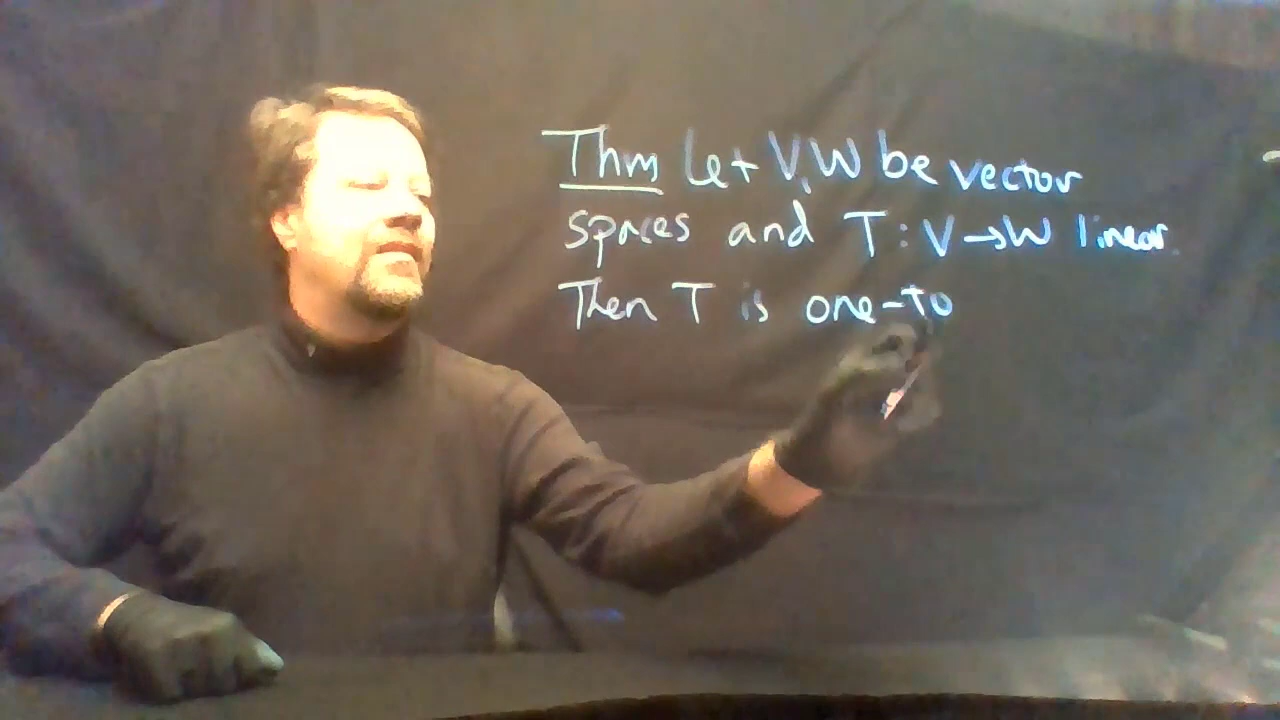 Thm Let V, W be vector
spaces and T: V→W linear.
Then T is one-to